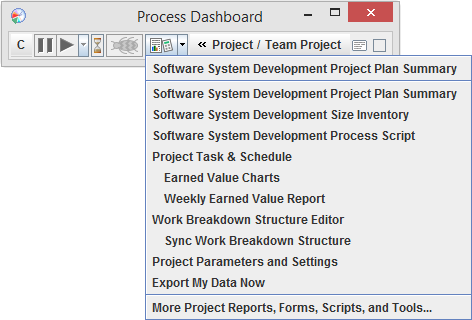 Process Dashboard
C
« Project / Team Project
Software System Development Project Plan Summary
Software System Development Project Plan Summary
Software System Development Size Inventory
Software System Development Process Script
Project Task & Schedule
Earned Value Charts
Weekly Earned Value Report
Work Breakdown Structure Editor
Sync Work Breakdown Structure
Project Parameters and Settings
Export My Data Now
More Project Reports, Forms, Scripts, and Tools...